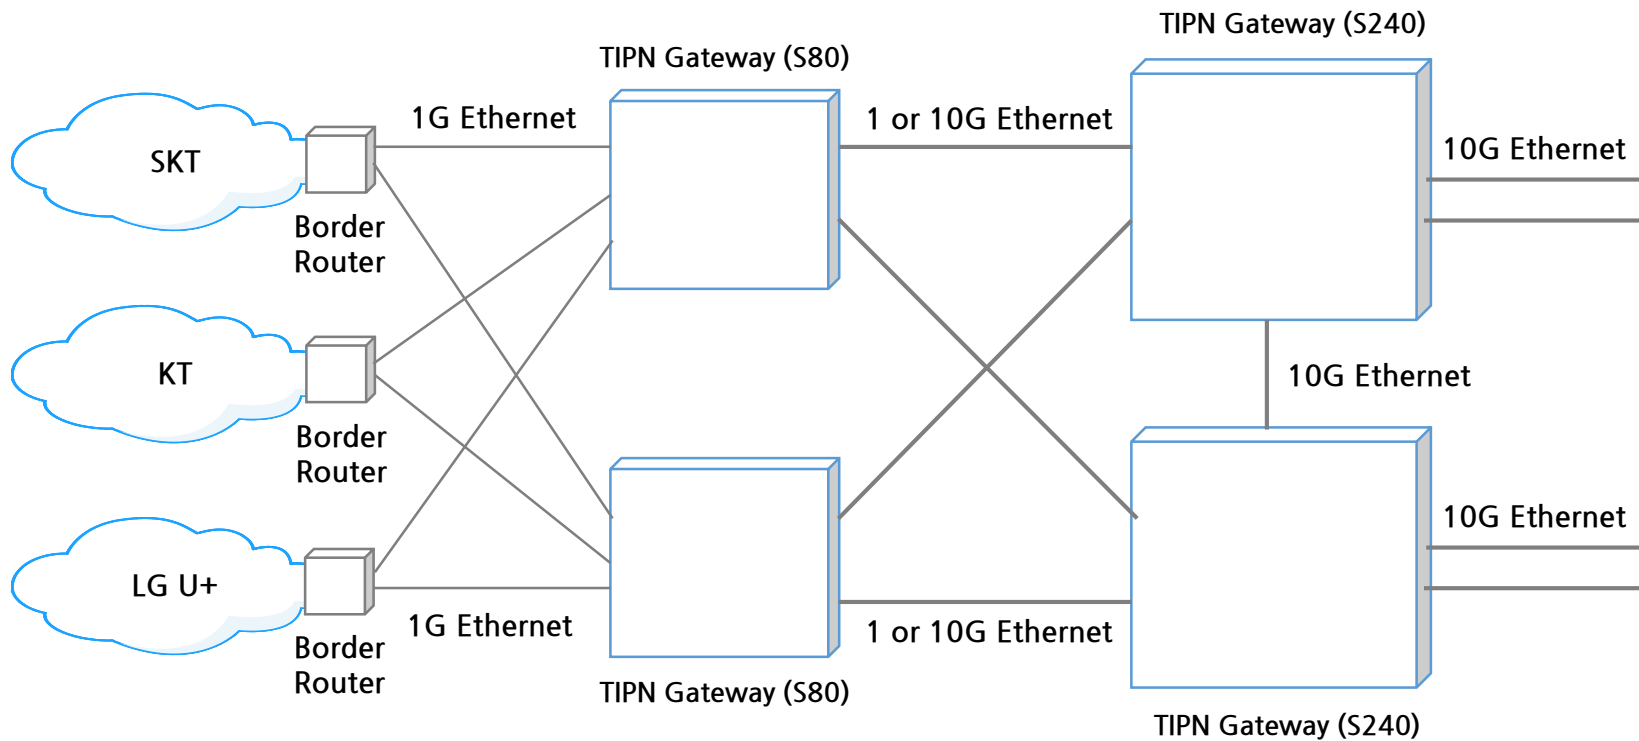 TIPN Gateway (S240)
TIPN Gateway (S80)
1G Ethernet
1 or 10G Ethernet
10G Ethernet
SKT
Border
Router
KT
10G Ethernet
Border
Router
10G Ethernet
LG U+
1G Ethernet
1 or 10G Ethernet
Border
Router
TIPN Gateway (S80)
TIPN Gateway (S240)